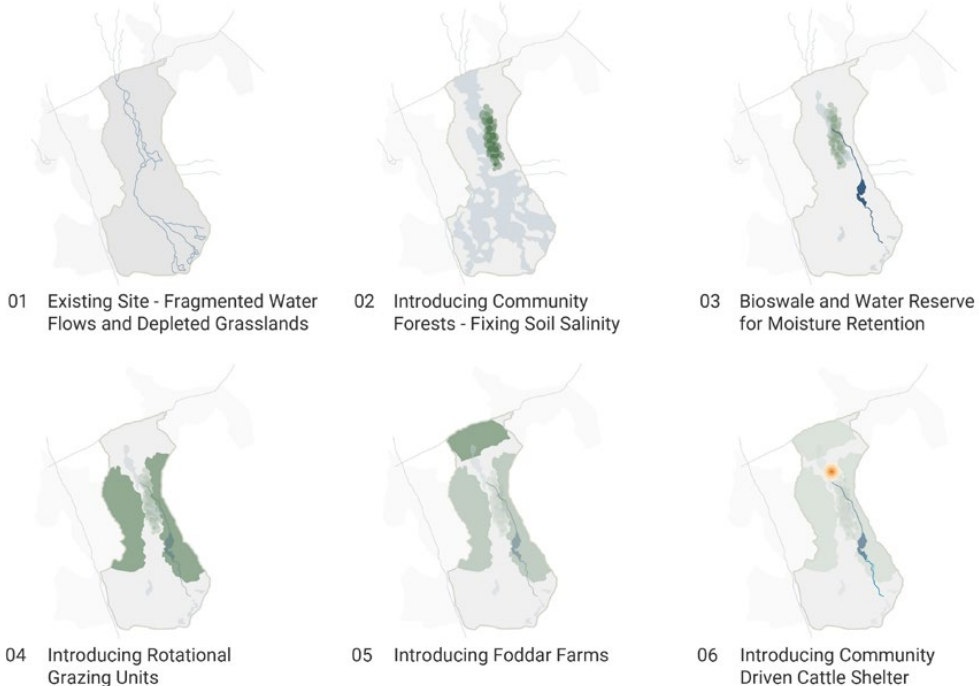 01 Existing Site - Fragmented Water
Flows and Depleted Grasslands
02 Introducing Community
Forests - Fixing Soil Salinity
03 Bioswale and Water Reserve
for Moisture Retention
04 Introducing Rotational
Grazing Units
05 Introducing Foddar Farms
06 Introducing Community
Driven Cattle Shelter